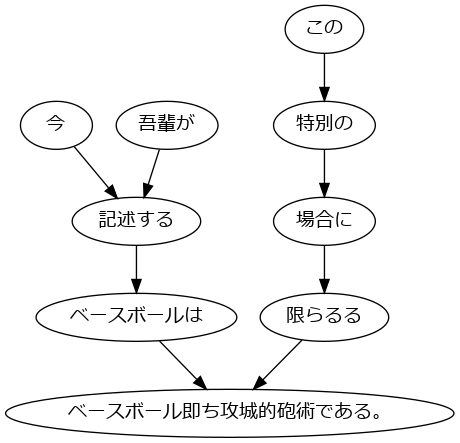 この
今 吾輩が 特別の
記述する 場合に
ベースボールは 限らるる
ベースボール即ち攻城的砲術である。